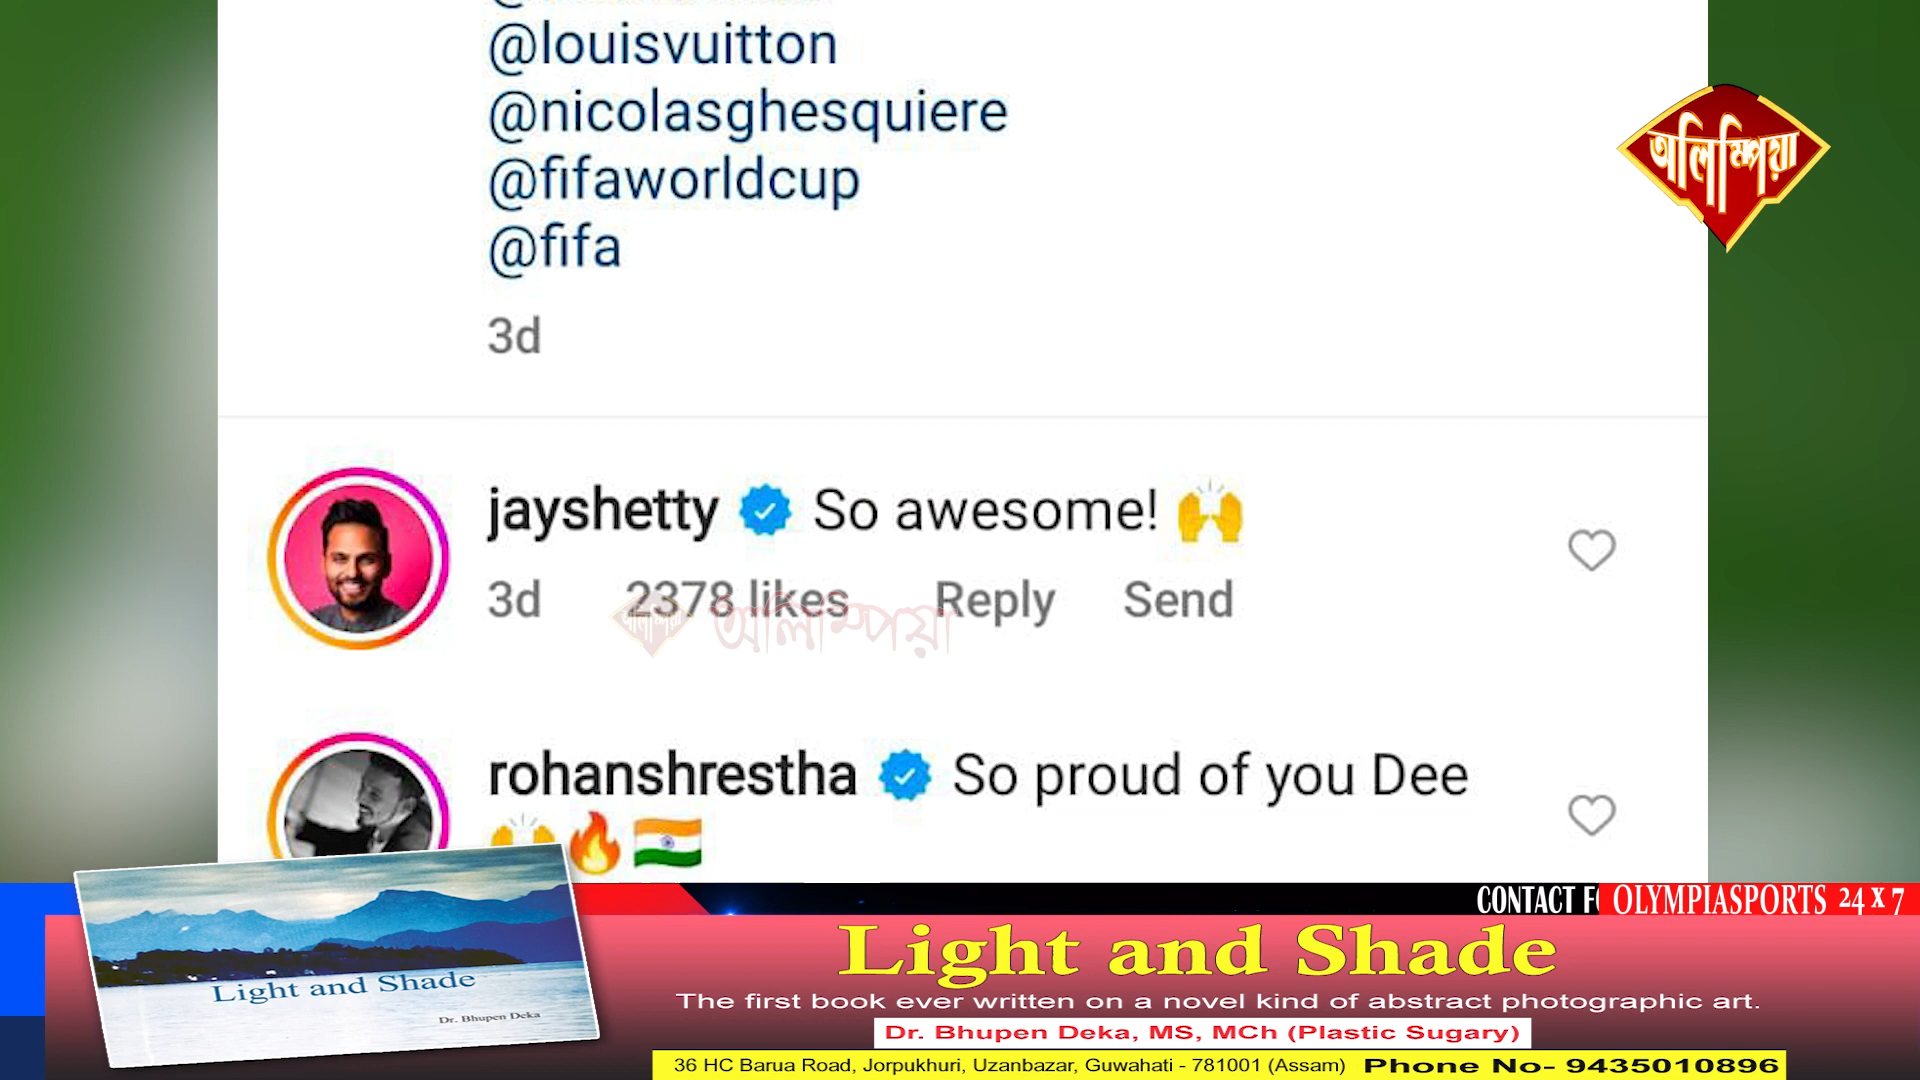 @louisvuitton
@nicolasghesquiere
@fifaworldcup
@fifa
3d
অলিম্পিয়া
jayshetty So awesome! 🙌
3d 2378 likes Reply Send
অলিম্পিয়া
অলিম্পিয়া
rohanshrestha So proud of you Dee
🙌🔥🇮🇳
CONTACT F
OLYMPIASPORTS 24 X 7
Light and Shade
Dr. Bhupen Deka
Light and Shade
The first book ever written on a novel kind of abstract photographic art.
Dr. Bhupen Deka, MS, MCh (Plastic Sugary)
36 HC Barua Road, Jorpukhuri, Uzanbazar, Guwahati - 781001 (Assam) Phone No- 9435010896